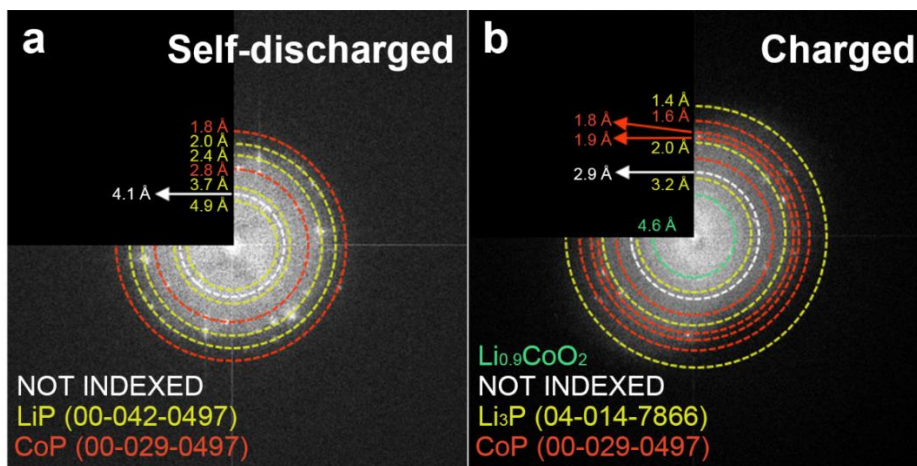 a
Self-discharged
1.8 Å
2.0 Å
2.4 Å
2.8 Å
3.7 Å
4.1 Å
4.9 Å
NOT INDEXED
LiP (00-042-0497)
CoP (00-029-0497)
b
Charged
1.4 Å
1.8 Å
1.6 Å
1.9 Å
2.0 Å
2.9 Å
3.2 Å
4.6 Å
Li₀.₉CoO₂
NOT INDEXED
Li₃P (04-014-7866)
CoP (00-029-0497)